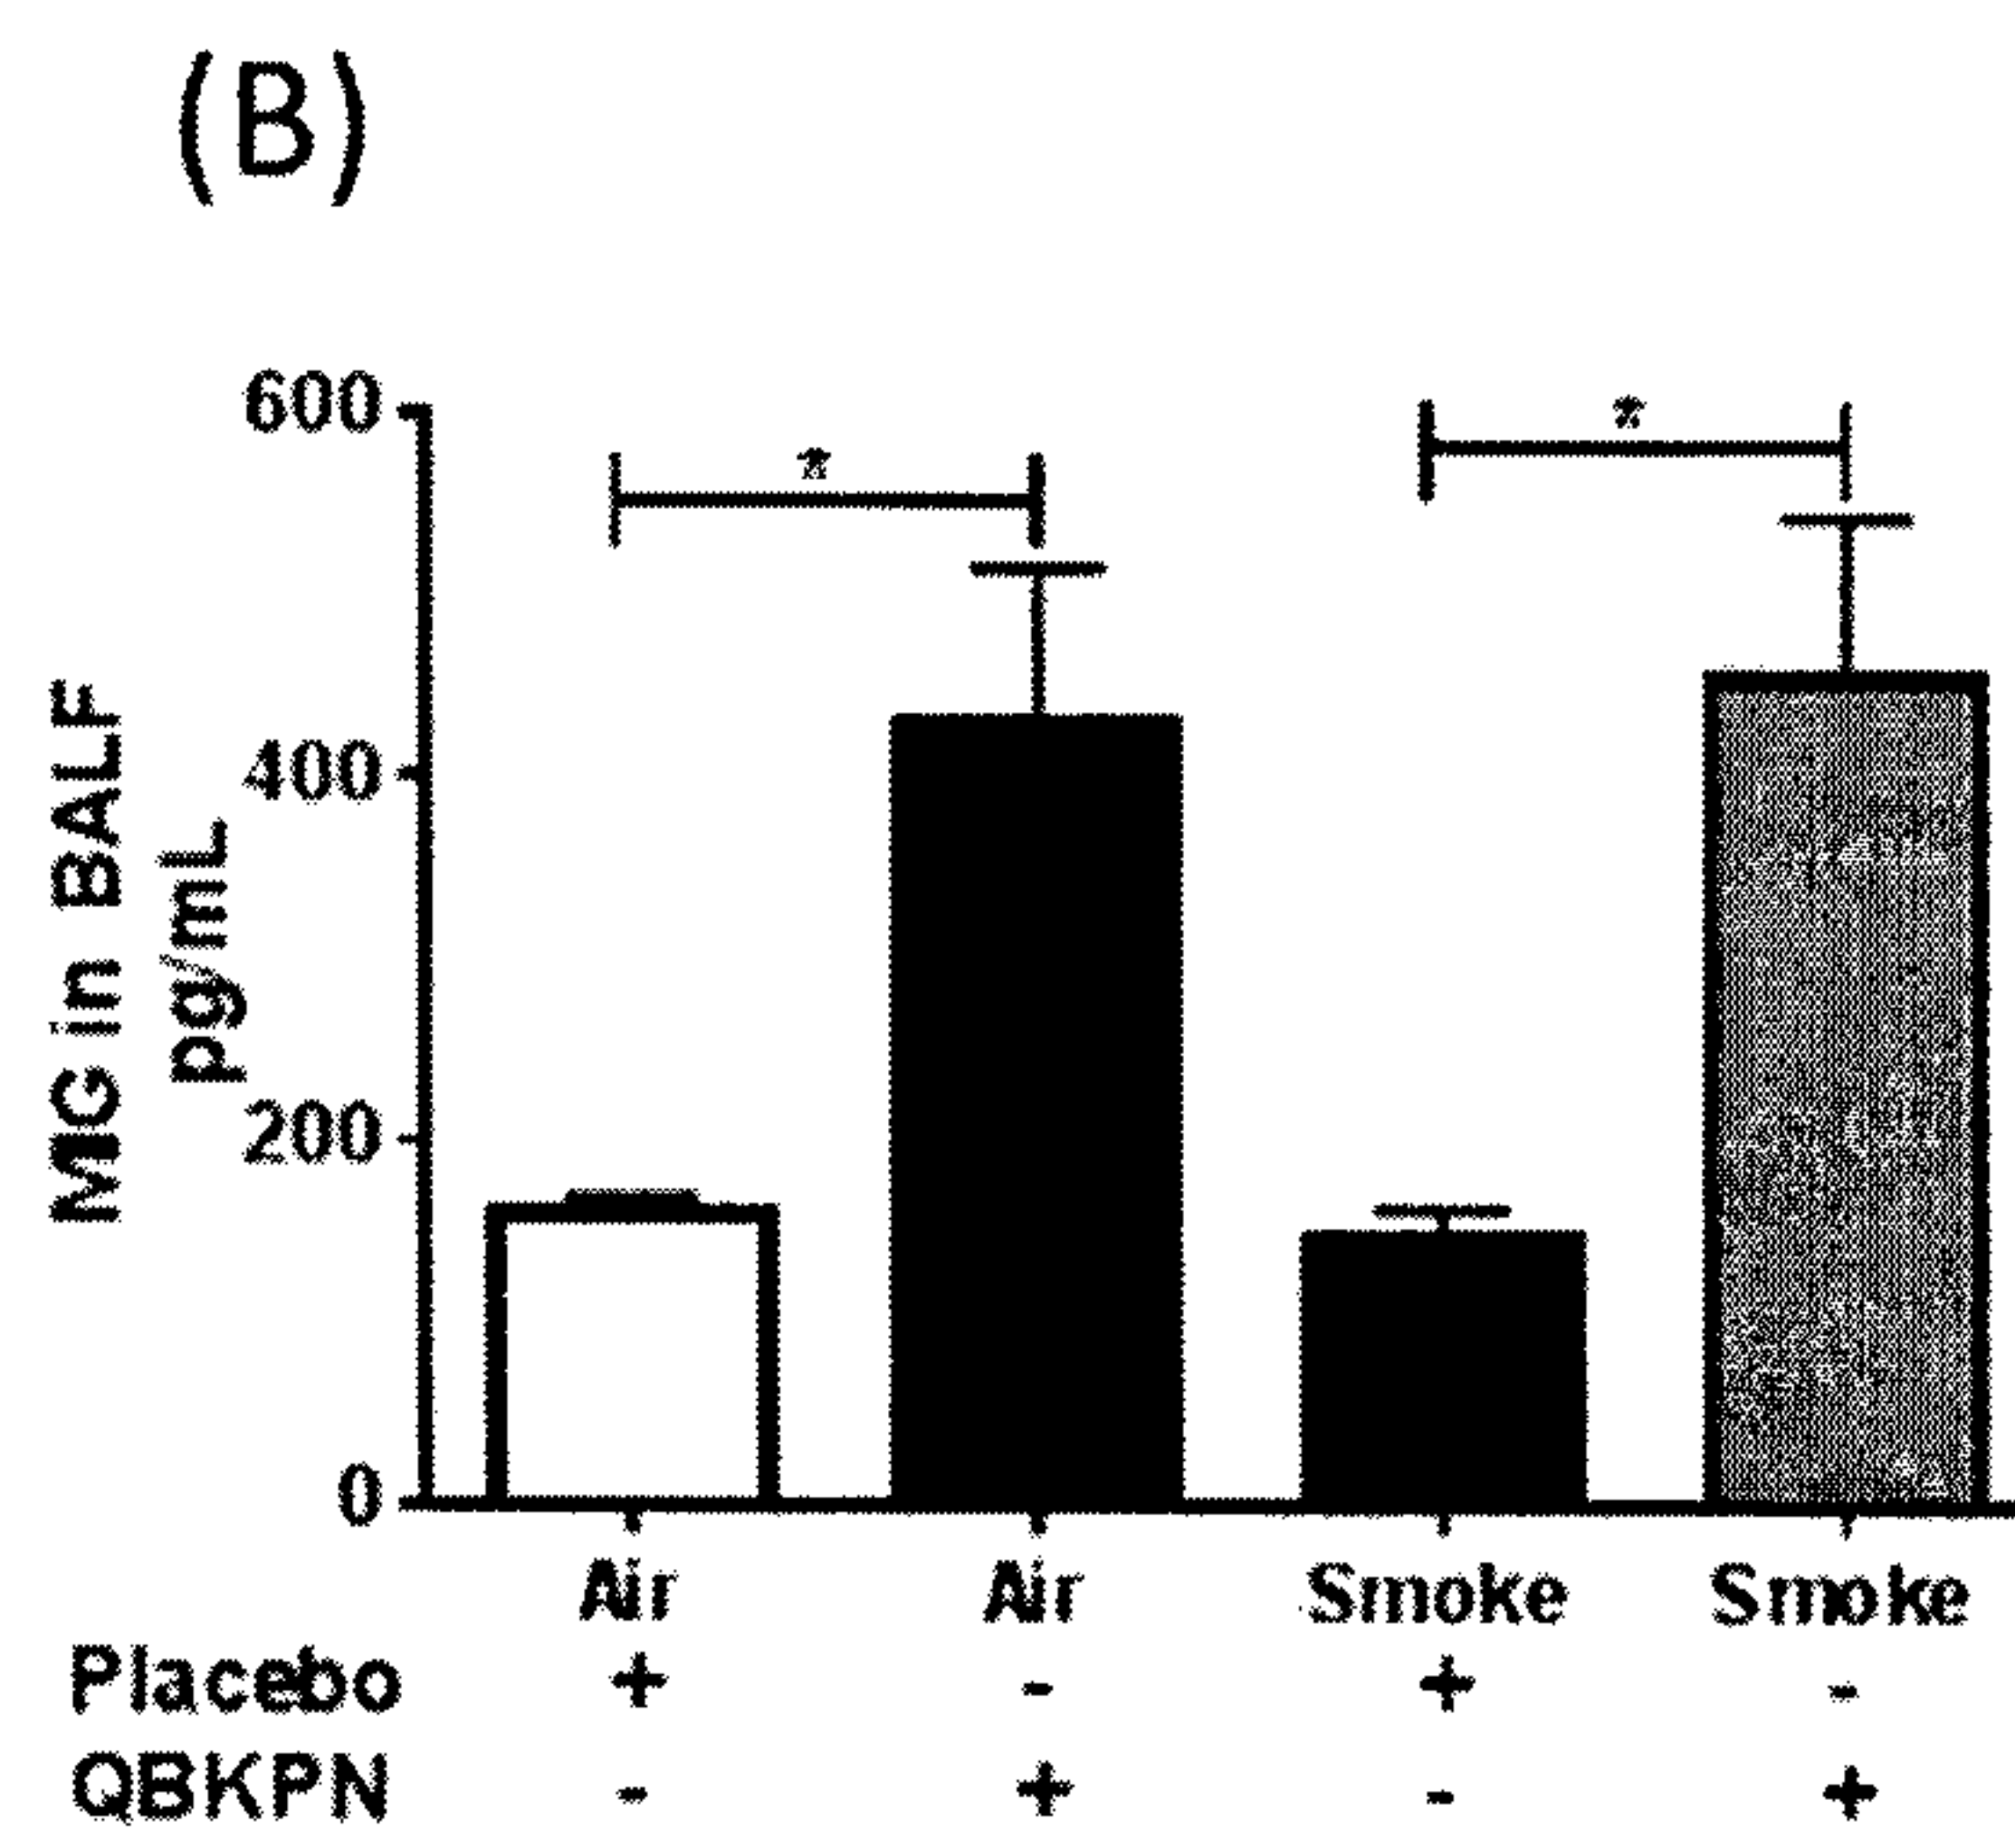 (B)
600
*
*
400
200
0
MIG in BALF
pg/mL
Air Air Smoke Smoke
Placebo + - + -
QBKPN - + - +